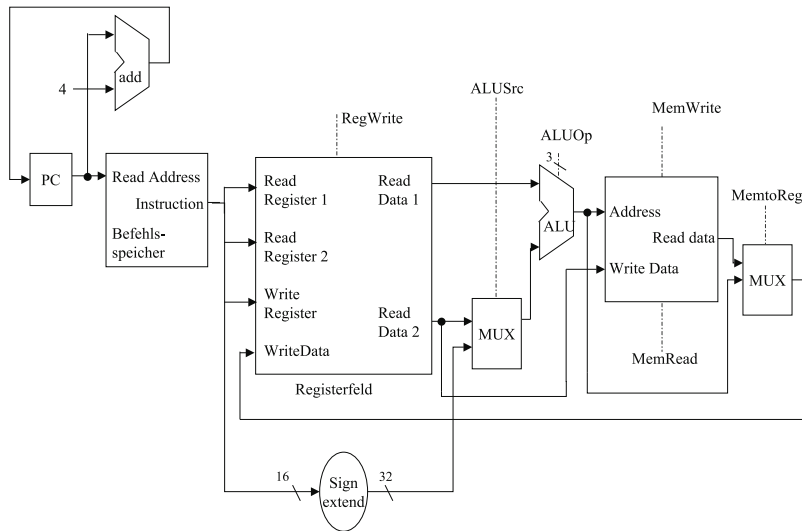 add
4
PC
Read Address
Instruction
Befehls-
speicher
RegWrite
Read
Register 1
Read
Data 1
Read
Register 2
Write
Register
Read
Data 2
WriteData
Registerfeld
16
Sign
extend
32
ALUSrc
MUX
ALUOp
3
ALU
MemWrite
Address
Read data
Write Data
MemRead
MemtoReg
MUX